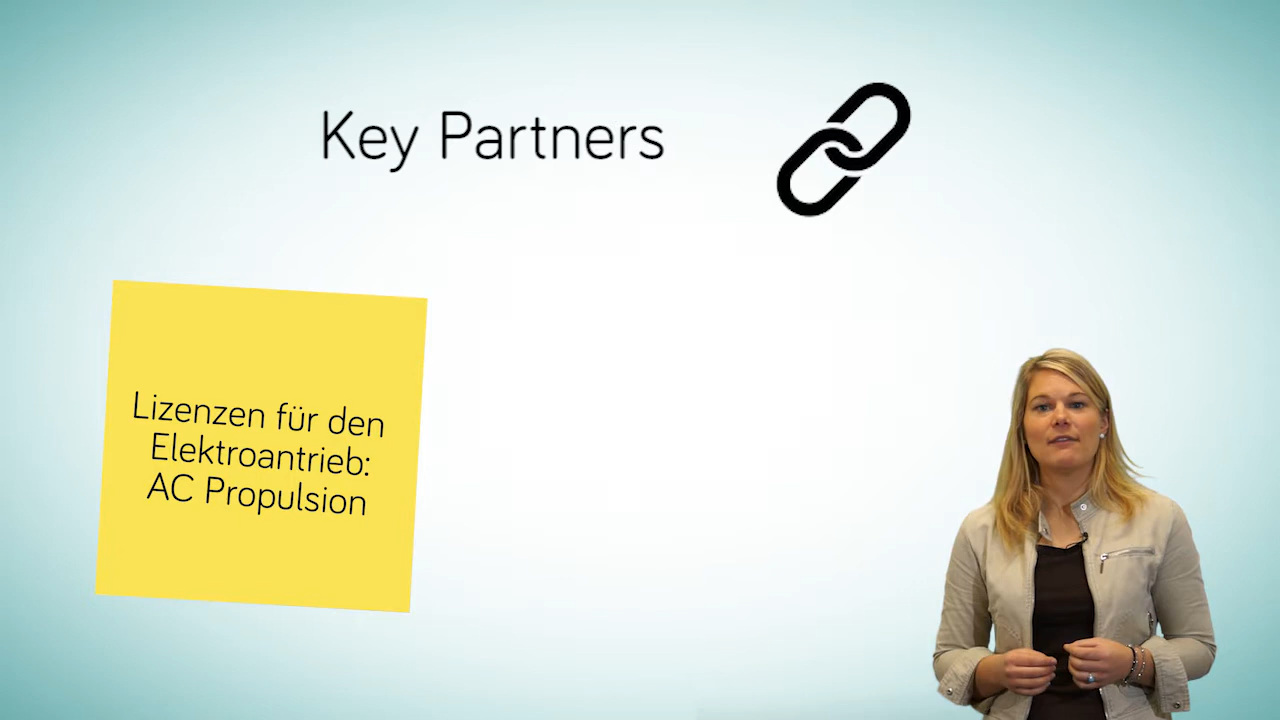 Key Partners
Lizenzen für den
Elektroantrieb:
AC Propulsion